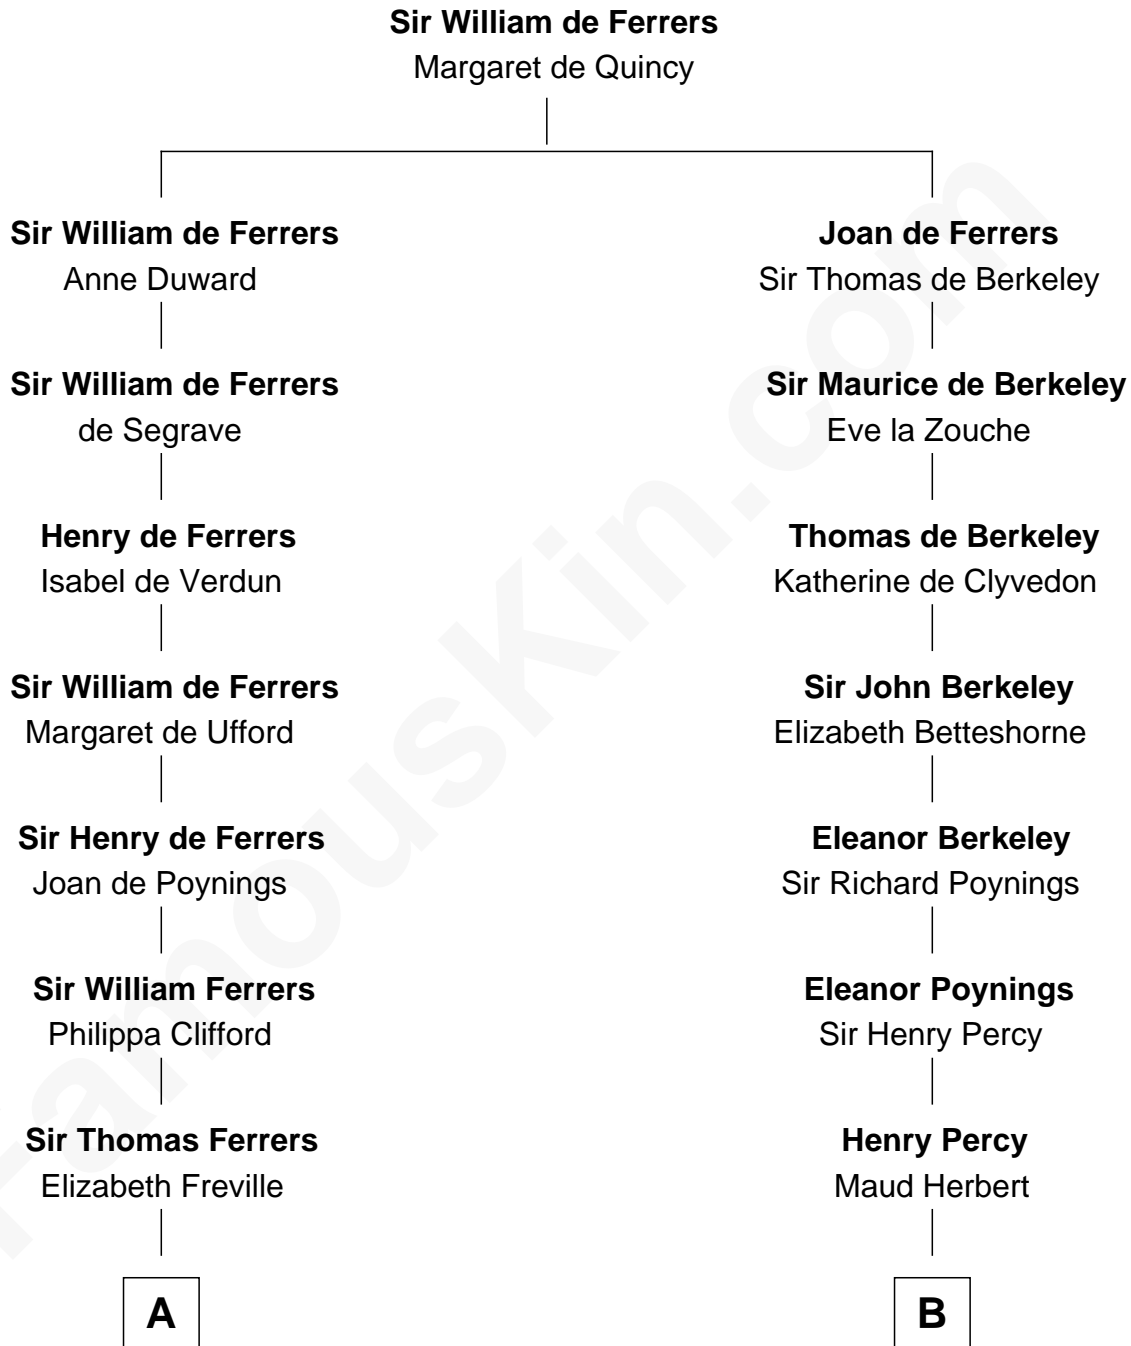 Sir William de Ferrers
Margaret de Quincy
Sir William de Ferrers
Anne Duward
Joan de Ferrers
Sir Thomas de Berkeley
Sir William de Ferrers
de Segrave
Sir Maurice de Berkeley
Eve la Zouche
Henry de Ferrers
Isabel de Verdun
Thomas de Berkeley
Katherine de Clyvedon
Sir William de Ferrers
Margaret de Ufford
Sir John Berkeley
Elizabeth Betteshorne
Sir Henry de Ferrers
Joan de Poynings
Eleanor Berkeley
Sir Richard Poynings
Sir William Ferrers
Philippa Clifford
Eleanor Poynings
Sir Henry Percy
Sir Thomas Ferrers
Elizabeth Freville
Henry Percy
Maud Herbert
A
B
FamousKin.com